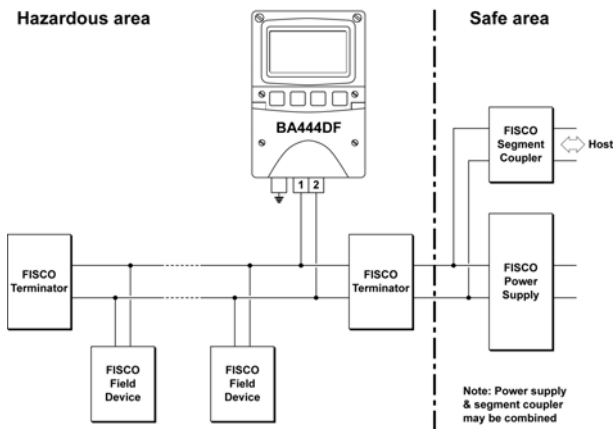 Hazardous area
Safe area
BA444DF
1 2
FISCO
Segment
Coupler
Host
FISCO
Terminator
FISCO
Terminator
FISCO
Power
Supply
FISCO
Field
Device
FISCO
Field
Device
Note: Power supply
& segment coupler
may be combined